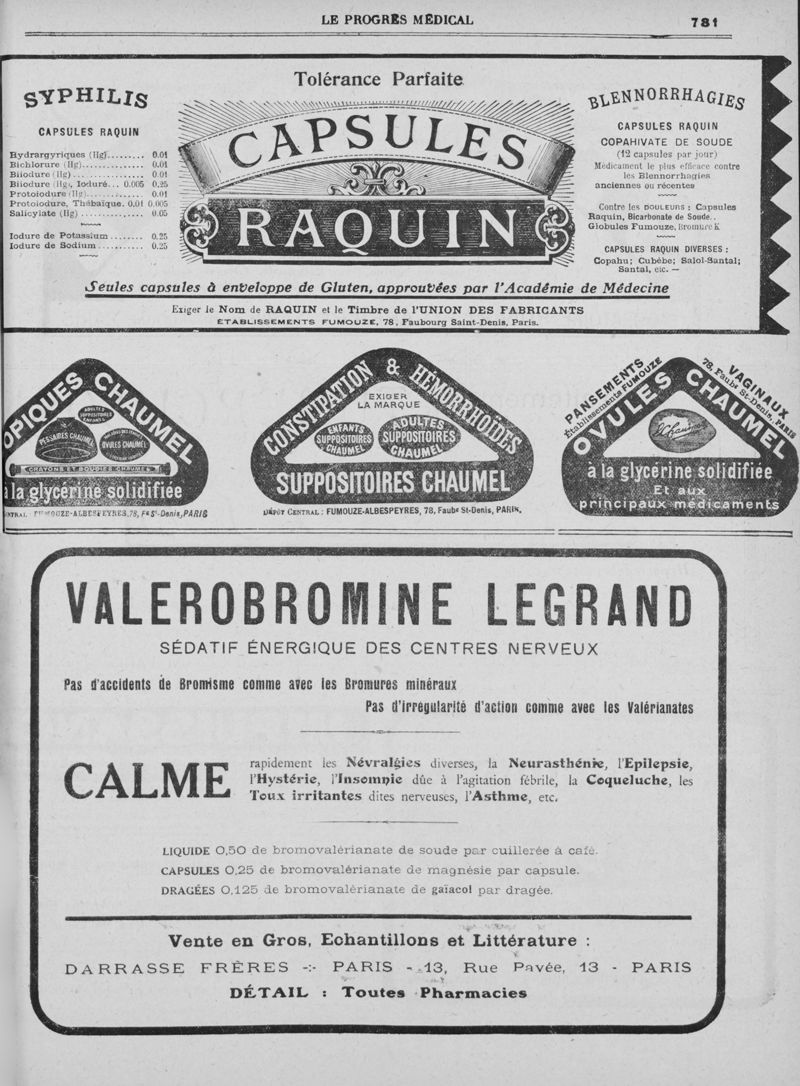 LE PROGRÈS MÉDICAL
781
SYPHILIS
CAPSULES RAQUIN
Hydrargyriques (Hg)......... 0.01
Bichlorure (Hg)............... 0.01
Biiodure (Hg)... ............. 0.01
Biiodure (Hg), Ioduré... 0.005 0.25
Protoiodure (Hg).............. 0.01
Protoiodure, Thébaïque. 0.01 0.005
Salicylate (Hg) ............... 0.05
Iodure de Potassium........ 0.25
Iodure de Sodium........... 0.25
Tolérance Parfaite
CAPSULES
RAQUIN
BLENNORRHAGIES
CAPSULES RAQUIN
COPAHIVATE DE SOUDE
(12 capsules par jour)
Médicament le plus efficace contre
les Blennorrhagies
anciennes ou récentes
Contre les DOULEURS : Capsules
Raquin, Bicarbonate de Soude..
Globules Fumouze, Bromure K.
CAPSULES RAQUIN DIVERSES :
Copahu; Cubèbe; Salol-Santal;
Santal, etc. —
Seules capsules à enveloppe de Gluten, approuvées par l'Académie de Médecine
Exiger le Nom de RAQUIN et le Timbre de l'UNION DES FABRICANTS
ÉTABLISSEMENTS FUMOUZE, 78, Faubourg Saint-Denis, Paris.
OPIQUES CHAUMEL
ADULTES
SUPPOSITOIRES
ENFANTS
PESSAIRES CHAUMEL
OVULES CHAUMEL
CRAYONS ET BOUGIES CHAUMEL
à la glycérine solidifiée
FUMOUZE-ALBESPEYRES, 78, Fg St-Denis, PARIS
CONSTIPATION & HÉMORRHOÏDES
EXIGER
LA MARQUE
ENFANTS
SUPPOSITOIRES
CHAUMEL
ADULTES
SUPPOSITOIRES
CHAUMEL
SUPPOSITOIRES CHAUMEL
DÉPÔT CENTRAL : FUMOUZE-ALBESPEYRES, 78, Faubg St-Denis, PARIS.
PANSEMENTS VAGINAUX
Établissements FUMOUZE
78, Faubg St-Denis, PARIS
OVULES CHAUMEL
Chaumel
à la glycérine solidifiée
Et aux
principaux médicaments
VALEROBROMINE LEGRAND
SÉDATIF ÉNERGIQUE DES CENTRES NERVEUX
Pas d'accidents de Bromisme comme avec les Bromures minéraux
Pas d'irregularité d'action comme avec les Valérianates
CALME
rapidement les Névralgies diverses, la Neurasthénie, l'Epilepsie,
l'Hystérie, l'Insomnie dûe à l'agitation fébrile, la Coqueluche, les
Toux irritantes dites nerveuses, l'Asthme, etc.
LIQUIDE 0,50 de bromovalérianate de soude par cuillerée à café.
CAPSULES 0,25 de bromovalérianate de magnésie par capsule.
DRAGÉES 0,125 de bromovalérianate de gaïacol par dragée.
Vente en Gros, Echantillons et Littérature :
DARRASSE FRÈRES -:- PARIS - 13, Rue Pavée, 13 - PARIS
DÉTAIL : Toutes Pharmacies